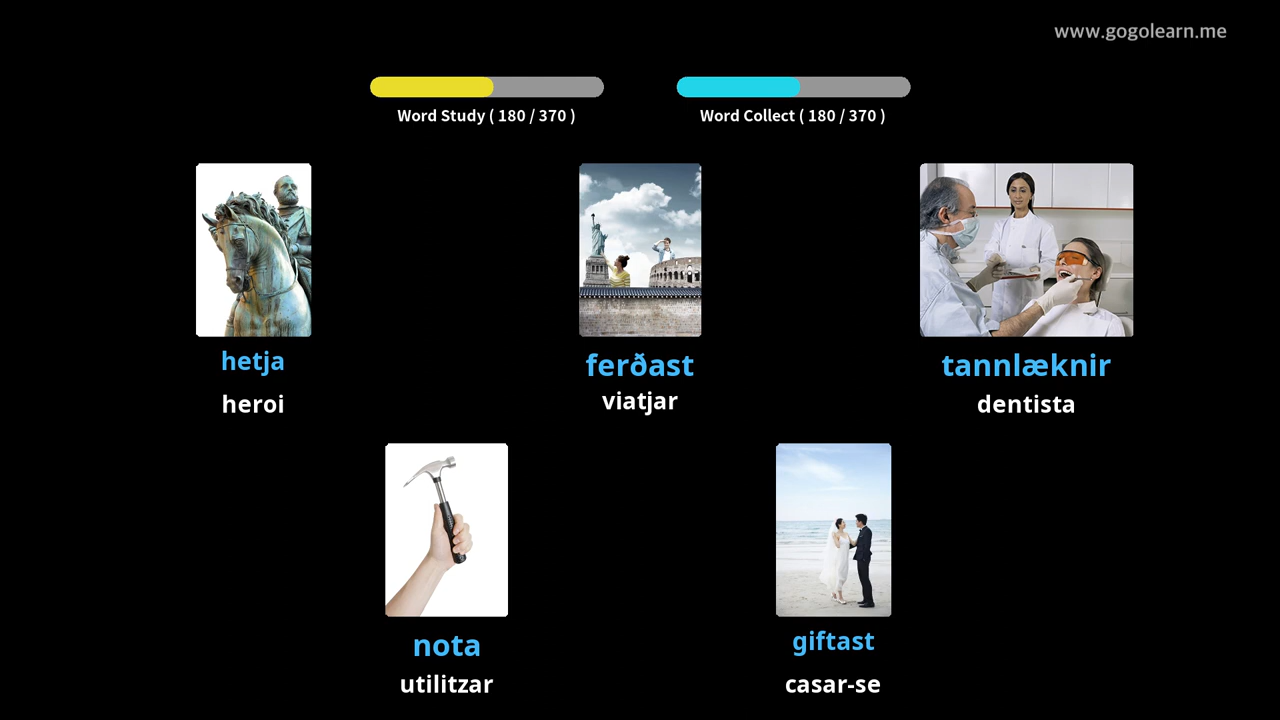 www.gogolearn.me
Word Study ( 180 / 370 )
Word Collect ( 180 / 370 )
hetja
heroi
ferðast
viatjar
tannlæknir
dentista
nota
utilitzar
giftast
casar-se